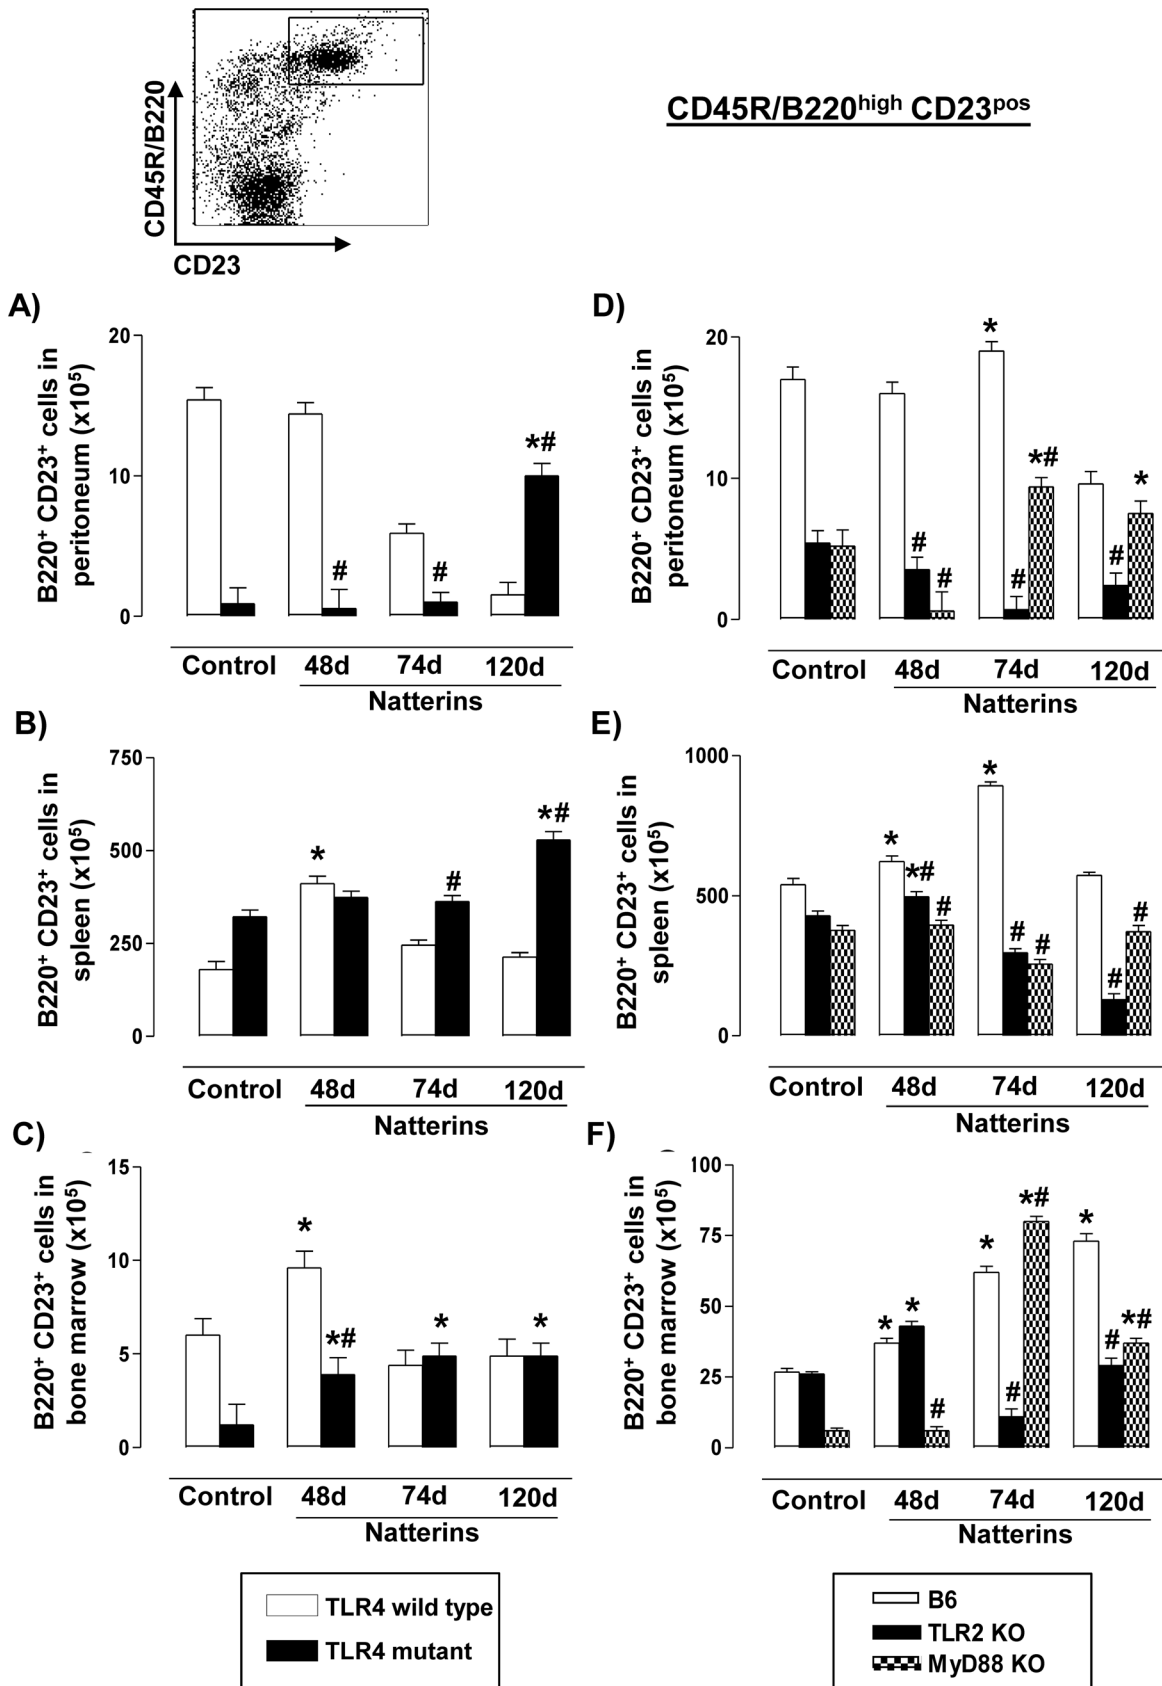 CD45R/B220
CD23
CD45R/B220high CD23pos
A)
B220+ CD23+ cells in
peritoneum (x10⁵)
20
10
0
*#
#
#
Control 48d 74d 120d
Natterins
B)
B220+ CD23+ cells in
spleen (x10⁵)
750
500
250
0
*
#
*#
Control 48d 74d 120d
Natterins
C)
B220+ CD23+ cells in
bone marrow (x10⁵)
15
10
5
0
*
*#
*
*
Control 48d 74d 120d
Natterins
TLR4 wild type
TLR4 mutant
D)
B220+ CD23+ cells in
peritoneum (x10⁵)
20
10
0
#
#
*
#
*#
#
*
Control 48d 74d 120d
Natterins
E)
B220+ CD23+ cells in
spleen (x10⁵)
1000
500
0
*
*#
#
*
#
#
#
#
Control 48d 74d 120d
Natterins
F)
B220+ CD23+ cells in
bone marrow (x10⁵)
100
75
50
25
0
*
*
#
*
#
*#
*
#
*#
Control 48d 74d 120d
Natterins
B6
TLR2 KO
MyD88 KO